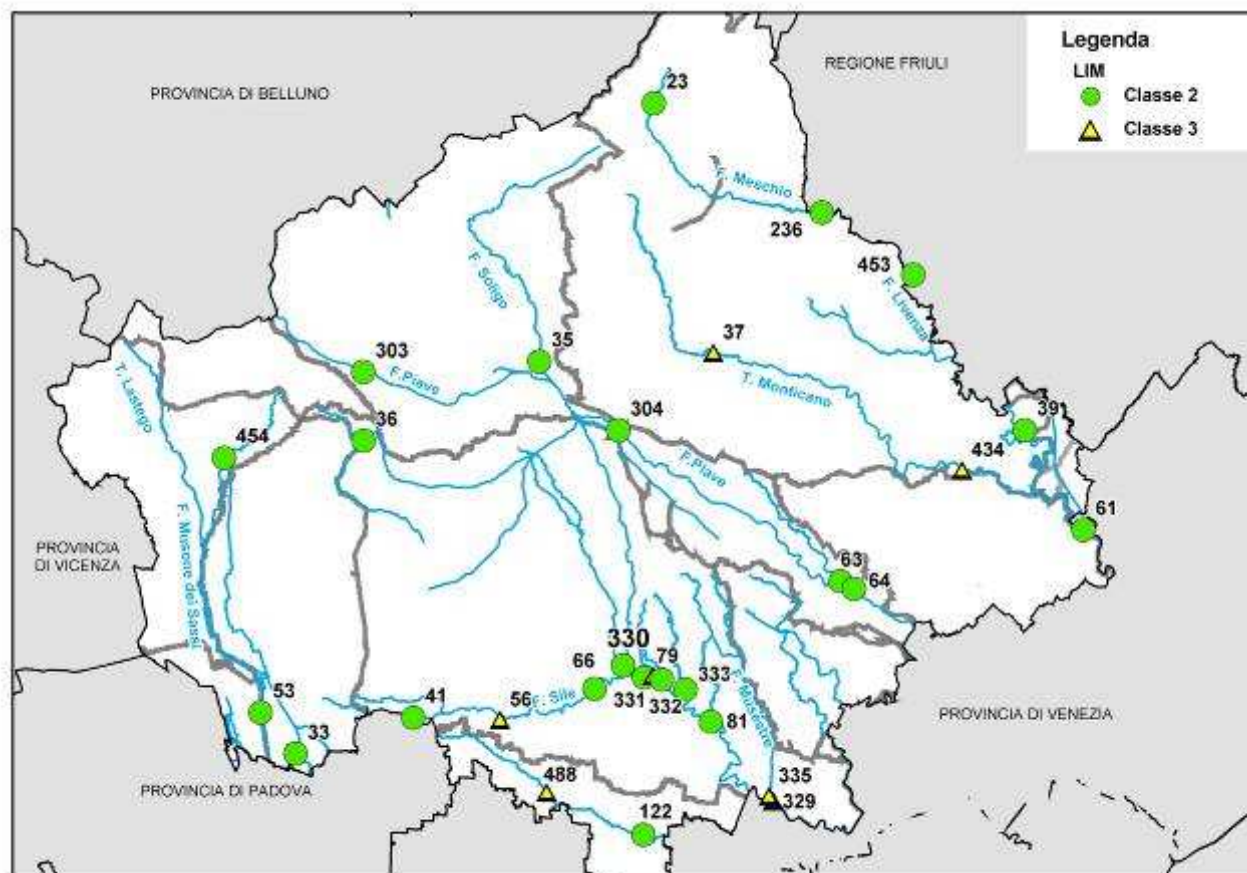 Legenda
LIM
Classe 2
Classe 3
REGIONE FRIULI
PROVINCIA DI BELLUNO
23
F. Meschio
236
453
F. Livenza
F. Soligo
37
T. Monticano
35
303
F.Piave
T. Lastego
36
304
39
454
434
F.Piave
61
PROVINCIA
DI VICENZA
F. Musone dei Sassi
63
64
330
66
79
333
331
332
F. Sile
F. Musestre
53
41
56
81
PROVINCIA DI VENEZIA
33
488
335
329
PROVINCIA DI PADOVA
122